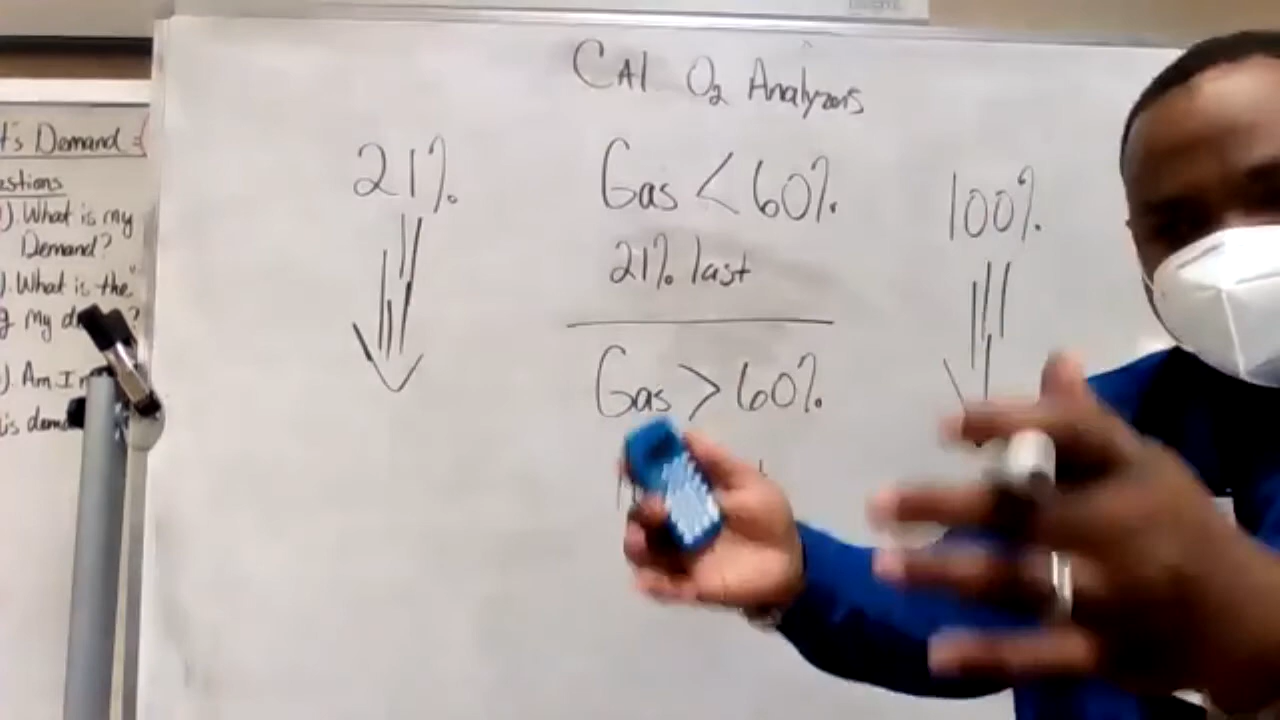 CAl O₂ Analyzers
21%
Gas < 60%
21% last
100%
Gas > 60%
t's Demand =
estions
). What is my
Demand?
). What is the
my
). Am I
is